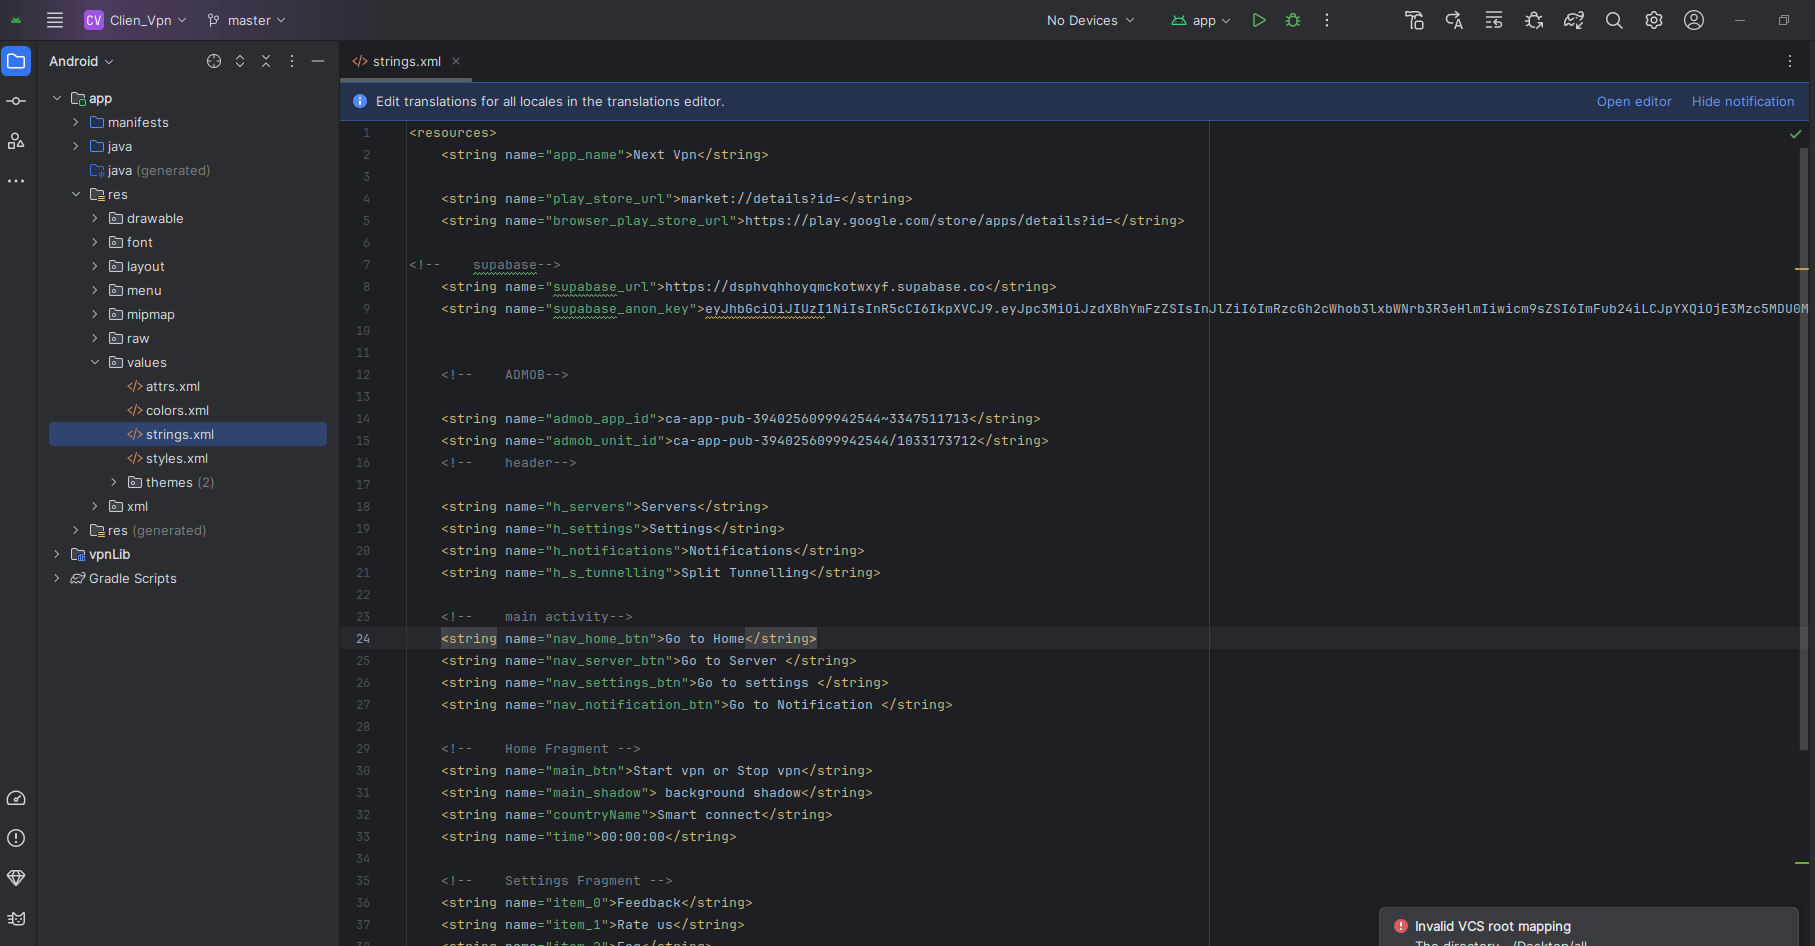 CV Clien_Vpn master No Devices app
Android
strings.xml
app
manifests
java
java (generated)
res
drawable
font
layout
menu
mipmap
raw
values
attrs.xml
colors.xml
strings.xml
styles.xml
themes (2)
xml
res (generated)
vpnLib
Gradle Scripts
Edit translations for all locales in the translations editor. Open editor Hide notification
1 <resources>
2 <string name="app_name">Next Vpn</string>
3
4 <string name="play_store_url">market://details?id=</string>
5 <string name="browser_play_store_url">https://play.google.com/store/apps/details?id=</string>
6
7 <!-- supabase-->
8 <string name="supabase_url">https://dsphvqhhoyqmckotwxyf.supabase.co</string>
9 <string name="supabase_anon_key">eyJhbGciOiJIUzI1NiIsInR5cCI6IkpXVCJ9.eyJpc3MiOiJzdXBhYmFzZSIsInJlZiI6ImRzcGh2cWhob3lxbWNrb3R3eHlmIiwicm9sZSI6ImFub24iLCJpYXQiOjE3Mzc5MDU0M
10
11
12 <!-- ADMOB-->
13
14 <string name="admob_app_id">ca-app-pub-3940256099942544~3347511713</string>
15 <string name="admob_unit_id">ca-app-pub-3940256099942544/1033173712</string>
16 <!-- header-->
17
18 <string name="h_servers">Servers</string>
19 <string name="h_settings">Settings</string>
20 <string name="h_notifications">Notifications</string>
21 <string name="h_s_tunnelling">Split Tunnelling</string>
22
23 <!-- main activity-->
24 <string name="nav_home_btn">Go to Home</string>
25 <string name="nav_server_btn">Go to Server </string>
26 <string name="nav_settings_btn">Go to settings </string>
27 <string name="nav_notification_btn">Go to Notification </string>
28
29 <!-- Home Fragment -->
30 <string name="main_btn">Start vpn or Stop vpn</string>
31 <string name="main_shadow"> background shadow</string>
32 <string name="countryName">Smart connect</string>
33 <string name="time">00:00:00</string>
34
35 <!-- Settings Fragment -->
36 <string name="item_0">Feedback</string>
37 <string name="item_1">Rate us</string>
Invalid VCS root mapping